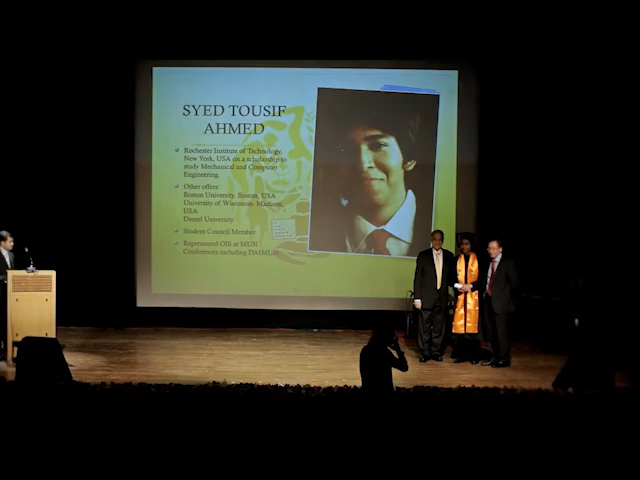 SYED TOUSIF
AHMED
Rochester Institute of Technology,
New York, USA on a scholarship to
study Mechanical and Computer
Engineering.
Other offers:
Boston University, Boston, USA
University of Wisconsin- Madison,
USA
Drexel University
Student Council Member
Represented OIS at MUN
Conferences including DAIMUN